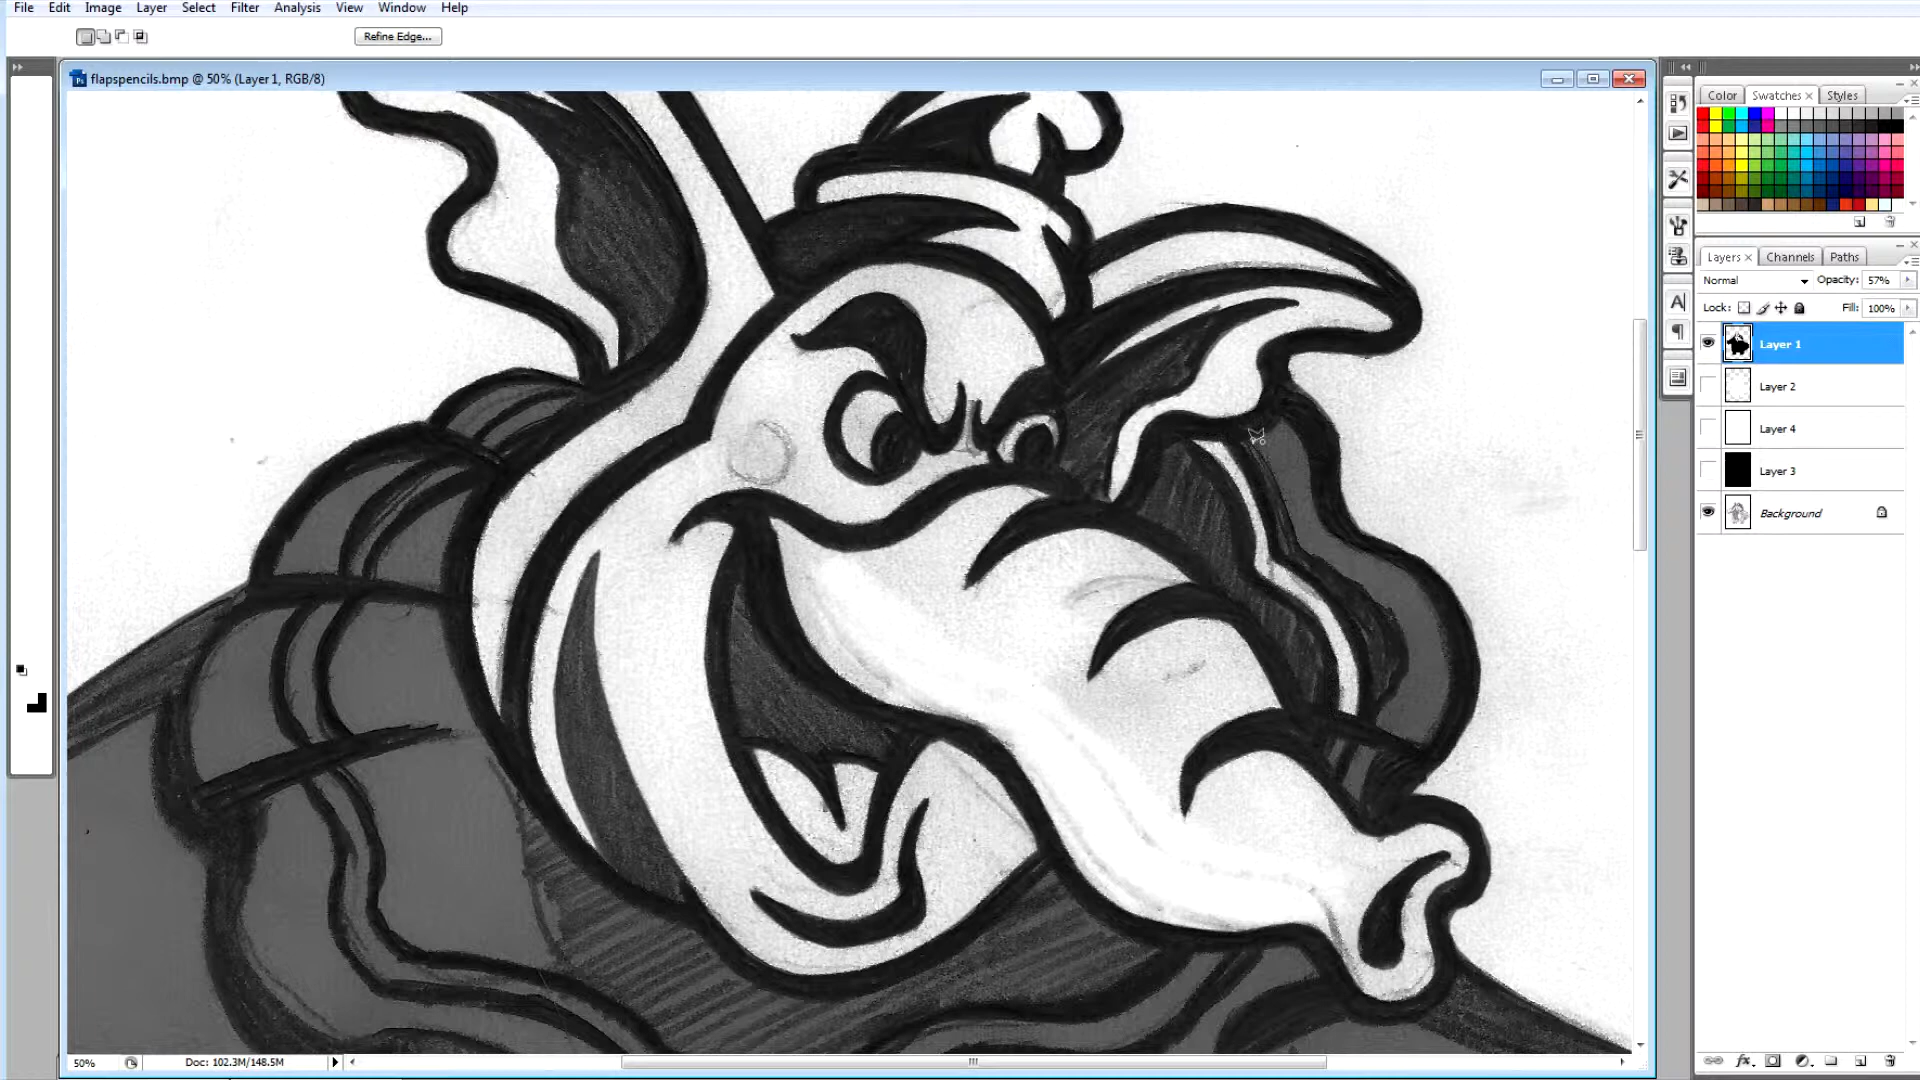 File Edit Image Layer Select Filter Analysis View Window Help
Refine Edge...
flapspencils.bmp @ 50% (Layer 1, RGB/8)
Color Swatches Styles
Layers Channels Paths
Normal Opacity: 57%
Lock: Fill: 100%
Layer 1
Layer 2
Layer 4
Layer 3
Background
50% Doc: 102.3M/148.5M